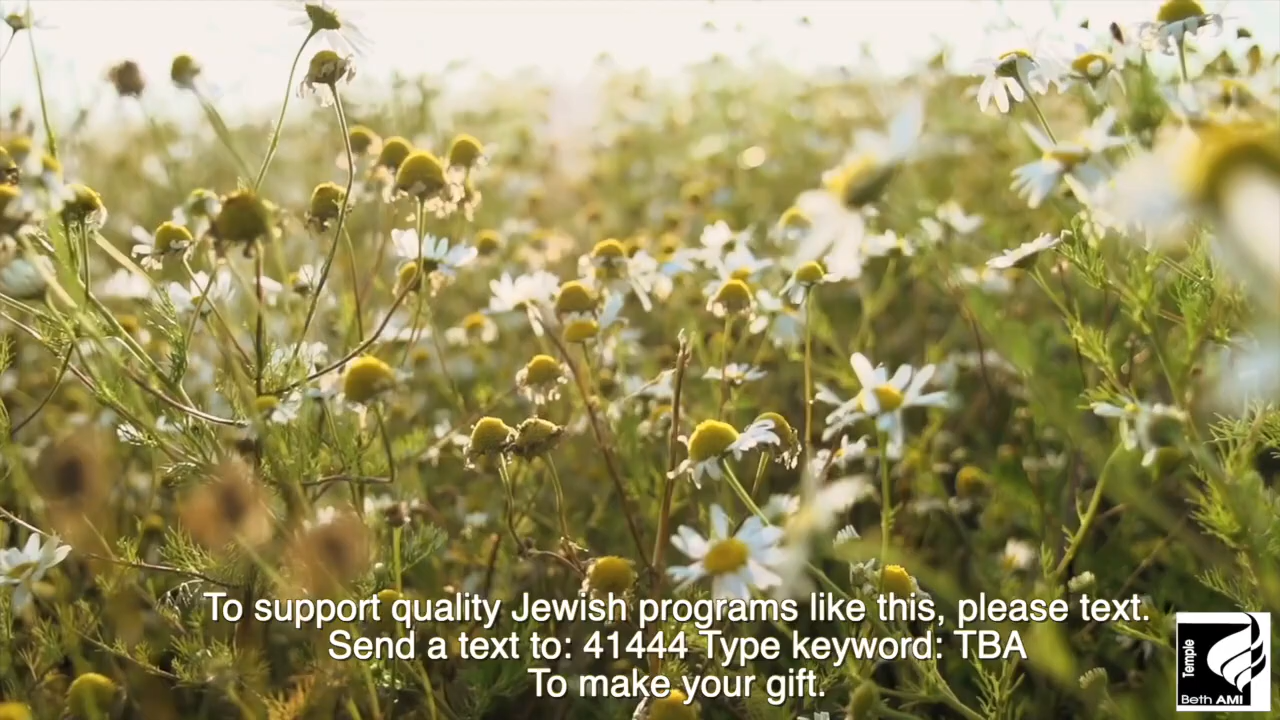 To support quality Jewish programs like this, please text.
Send a text to: 41444 Type keyword: TBA
To make your gift.
Temple
Beth AMI